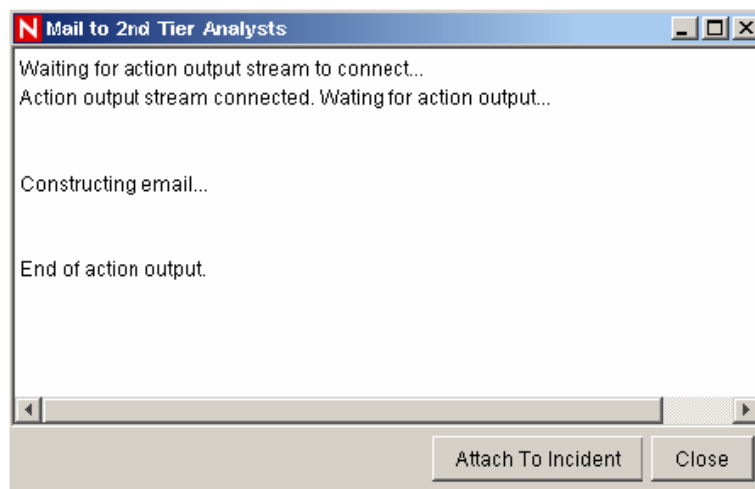 N Mail to 2nd Tier Analysts
Waiting for action output stream to connect...
Action output stream connected. Wating for action output...
Constructing email...
End of action output.
Attach To Incident
Close